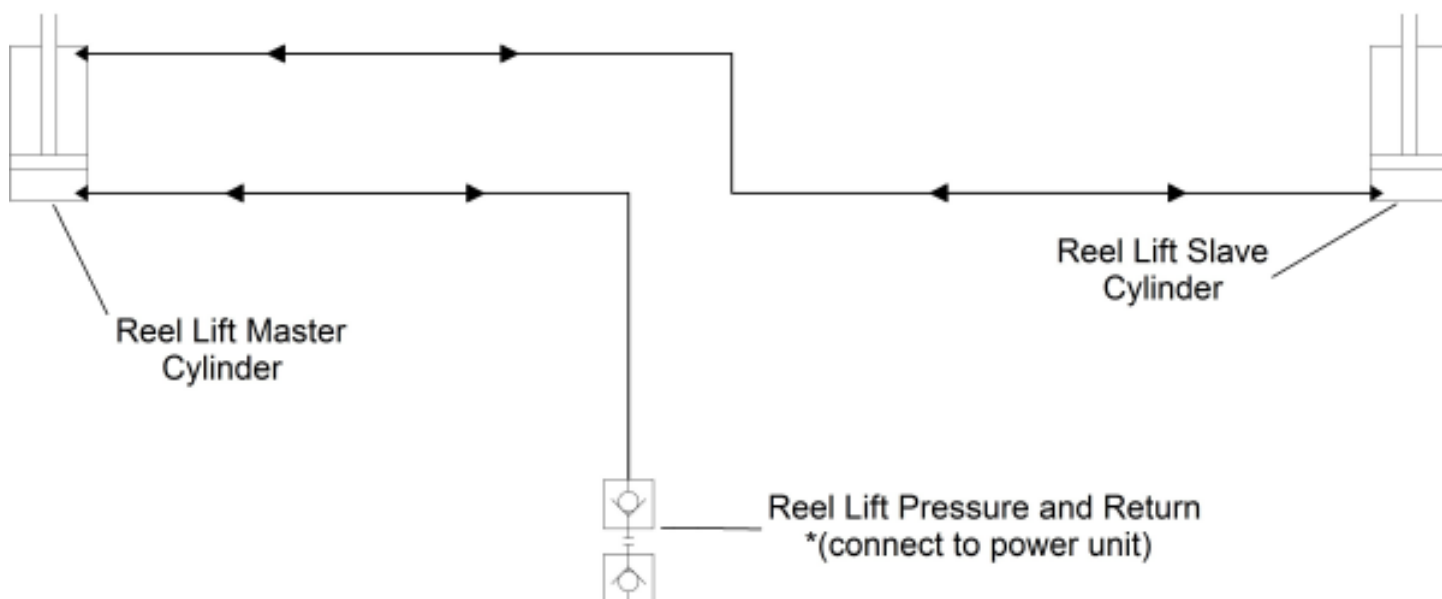 Reel Lift Slave
Cylinder
Reel Lift Master
Cylinder
Reel Lift Pressure and Return
*(connect to power unit)